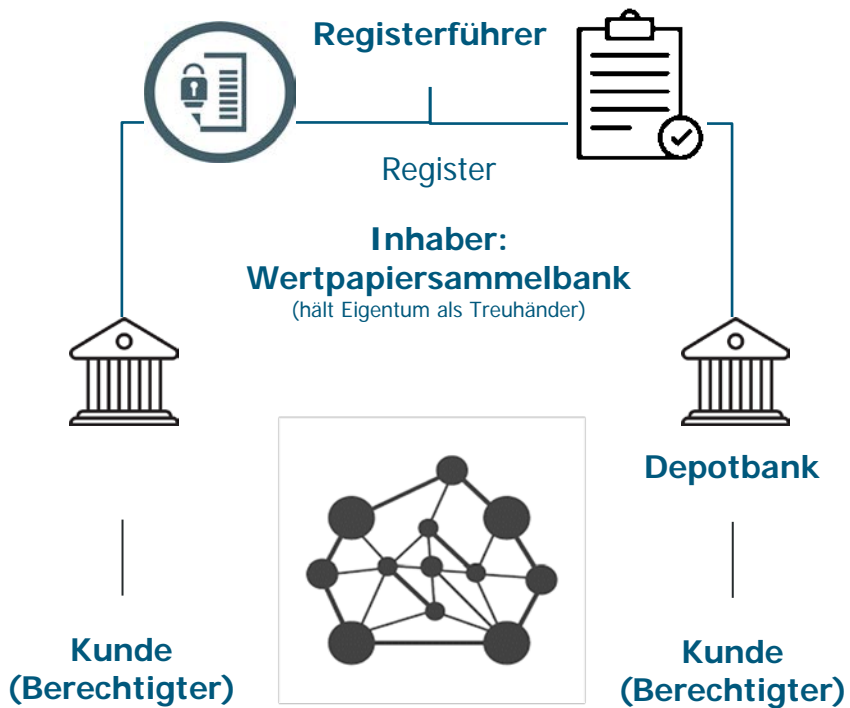 Registerführer
Register
Inhaber:
Wertpapiersammelbank
(hält Eigentum als Treuhänder)
Depotbank
Kunde
(Berechtigter)
Kunde
(Berechtigter)